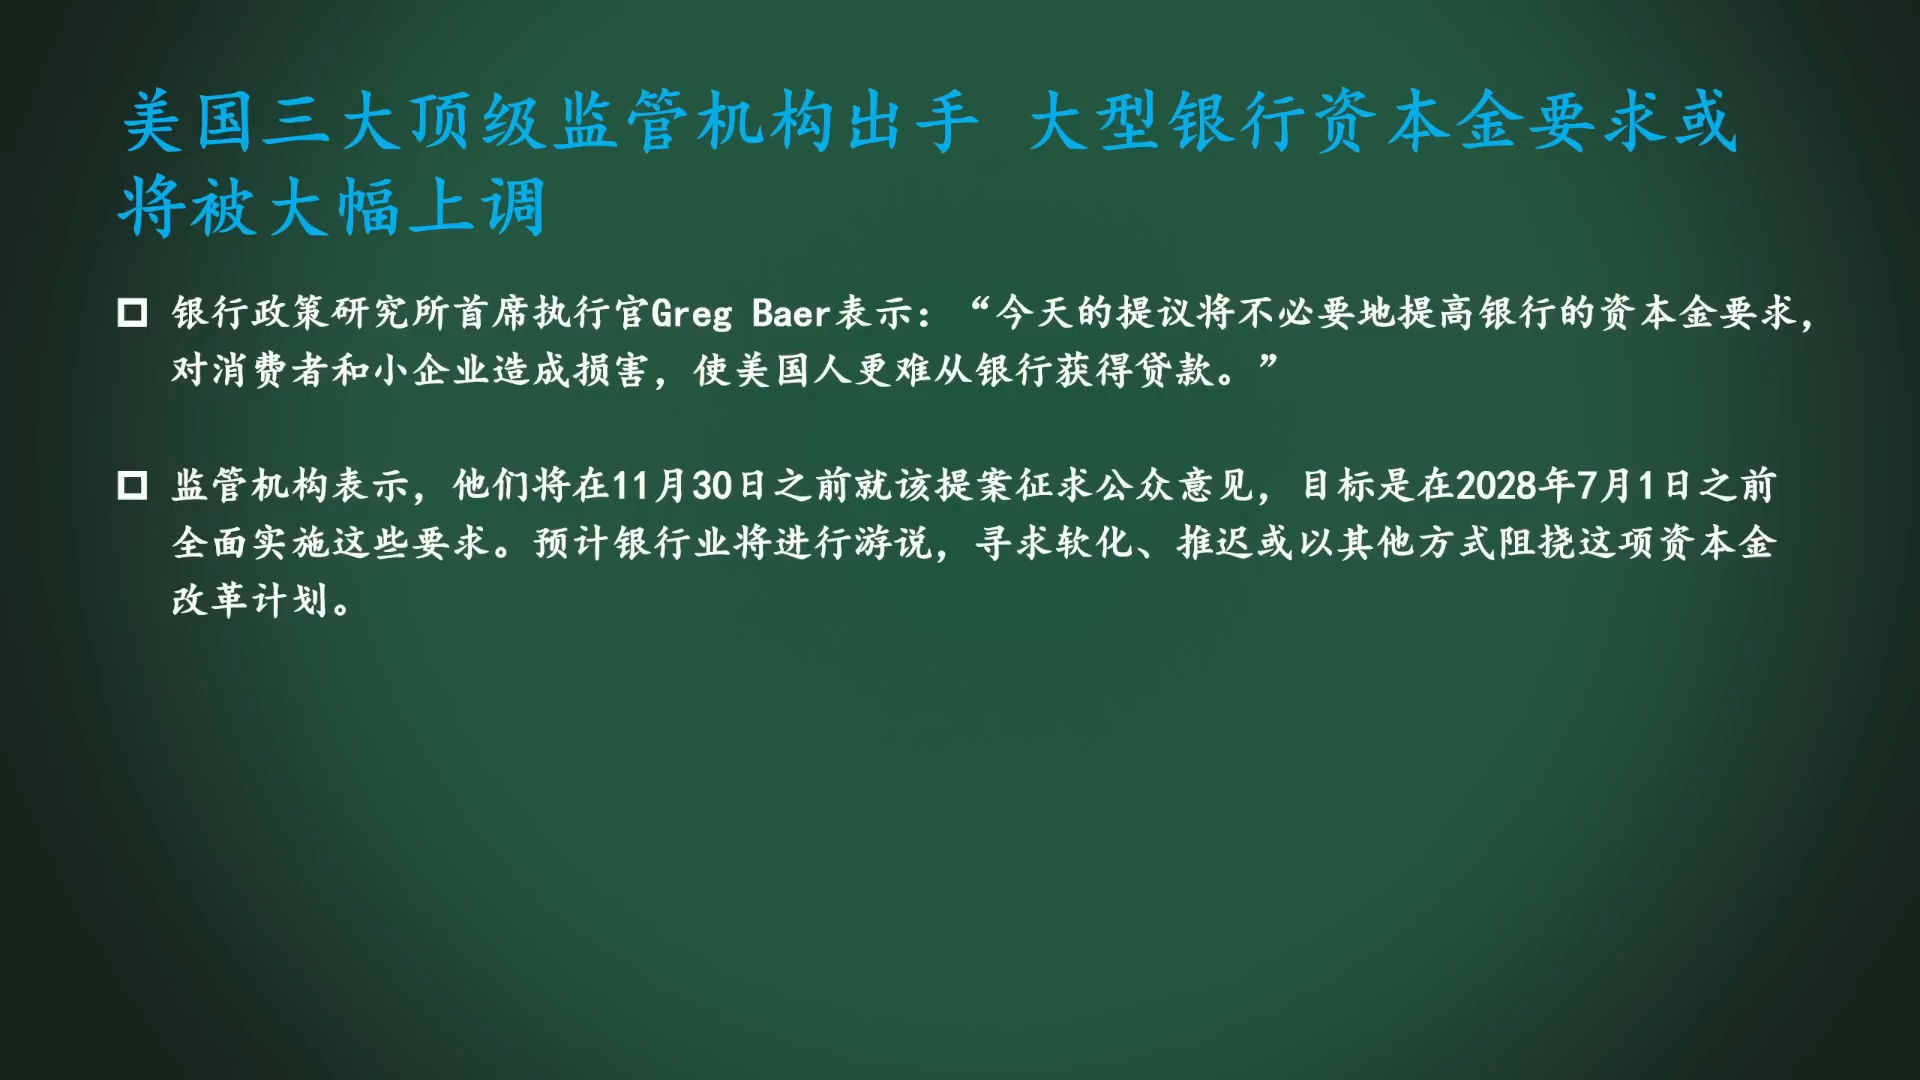 美国三大顶级监管机构出手 大型银行资本金要求或
将被大幅上调
银行政策研究所首席执行官Greg Baer表示：“今天的提议将不必要地提高银行的资本金要求，
对消费者和小企业造成损害，使美国人更难从银行获得贷款。”
监管机构表示，他们将在11月30日之前就该提案征求公众意见，目标是在2028年7月1日之前
全面实施这些要求。预计银行业将进行游说，寻求软化、推迟或以其他方式阻挠这项资本金
改革计划。